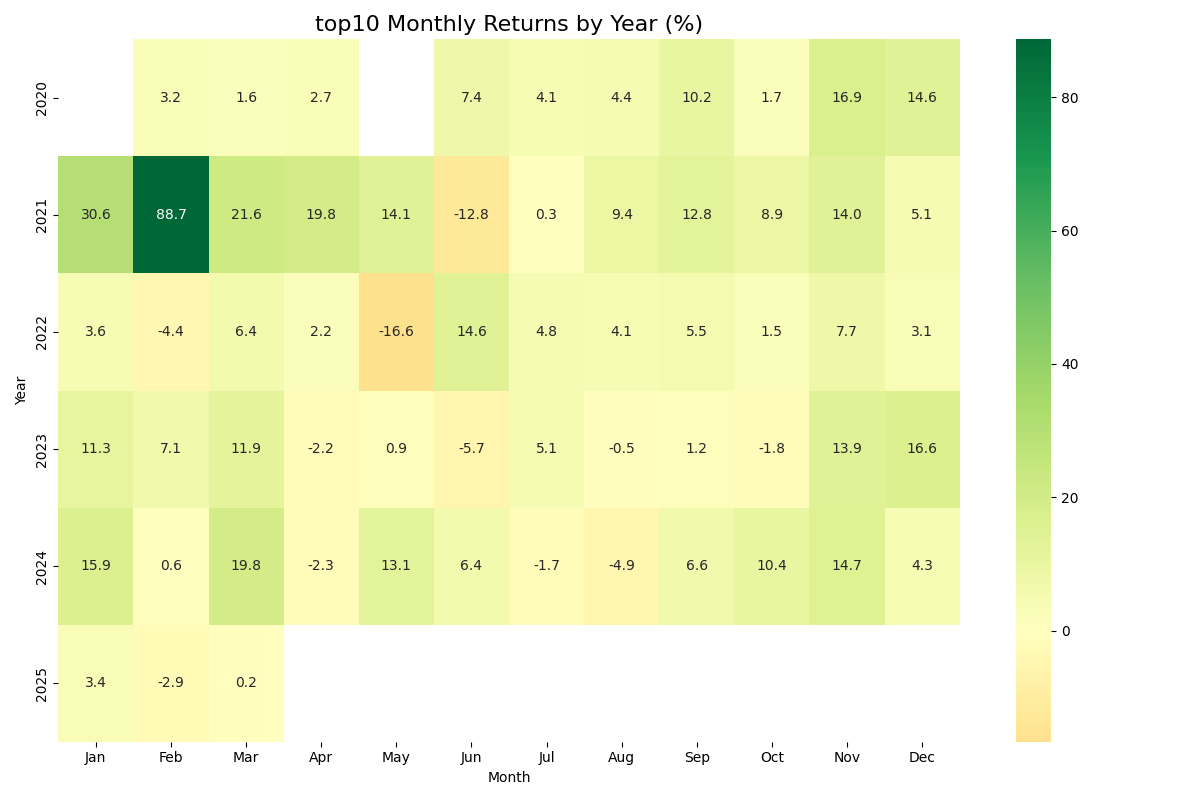 top10 Monthly Returns by Year (%)
2020 3.2 1.6 2.7 7.4 4.1 4.4 10.2 1.7 16.9 14.6
2021 30.6 88.7 21.6 19.8 14.1 -12.8 0.3 9.4 12.8 8.9 14.0 5.1
2022 3.6 -4.4 6.4 2.2 -16.6 14.6 4.8 4.1 5.5 1.5 7.7 3.1
2023 11.3 7.1 11.9 -2.2 0.9 -5.7 5.1 -0.5 1.2 -1.8 13.9 16.6
2024 15.9 0.6 19.8 -2.3 13.1 6.4 -1.7 -4.9 6.6 10.4 14.7 4.3
2025 3.4 -2.9 0.2
Jan Feb Mar Apr May Jun Jul Aug Sep Oct Nov Dec
Month
Year
80
60
40
20
0